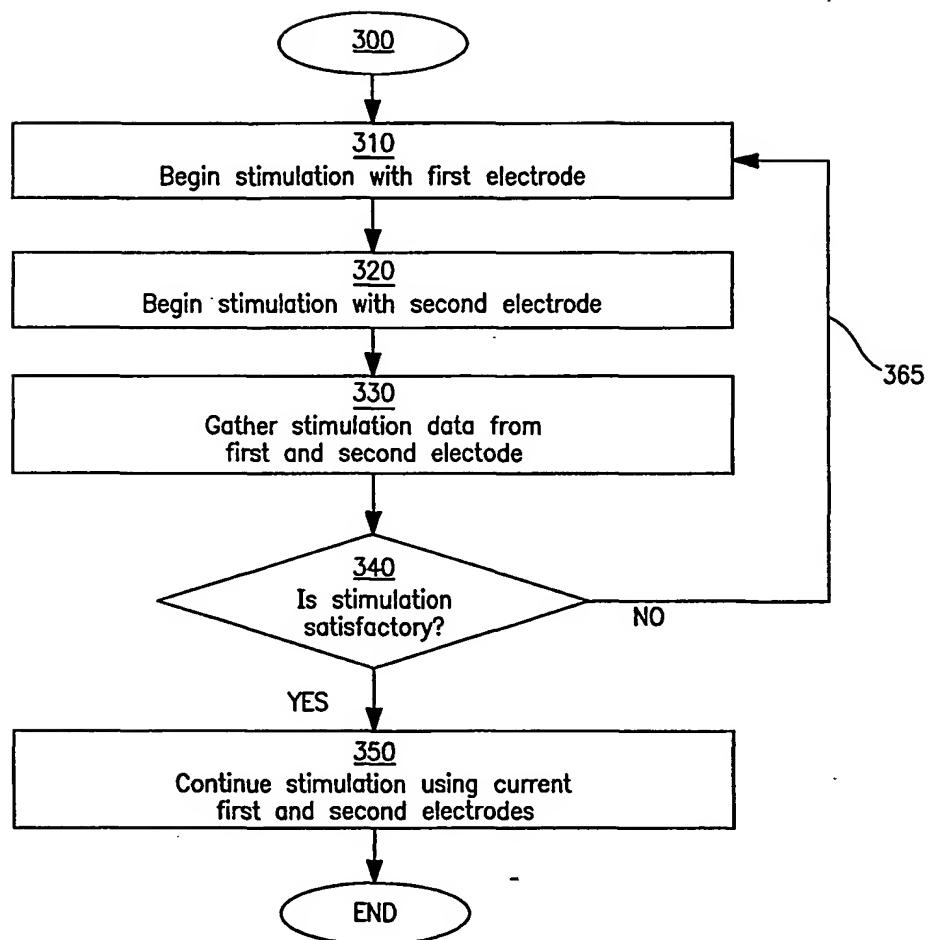 300
310
Begin stimulation with first electrode
320
Begin stimulation with second electrode
330
Gather stimulation data from
first and second electode
365
340
Is stimulation
satisfactory?
NO
YES
350
Continue stimulation using current
first and second electrodes
END